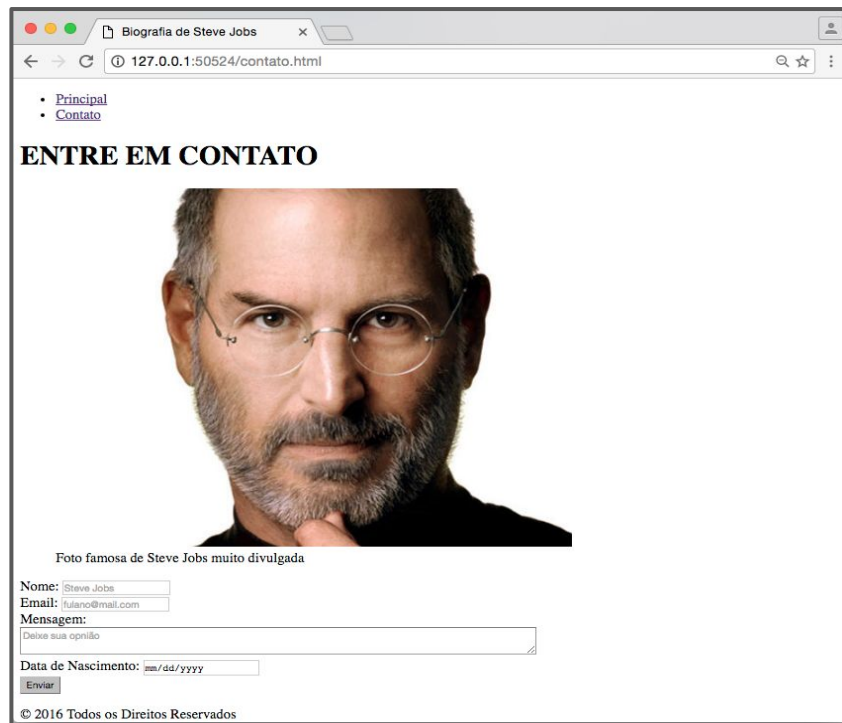 Biografia de Steve Jobs
127.0.0.1:50524/contato.html
Principal
Contato
ENTRE EM CONTATO
Foto famosa de Steve Jobs muito divulgada
Nome: Steve Jobs
Email: fulano@mail.com
Mensagem:
Deixe sua opnião
Data de Nascimento: mm/dd/yyyy
Enviar
© 2016 Todos os Direitos Reservados